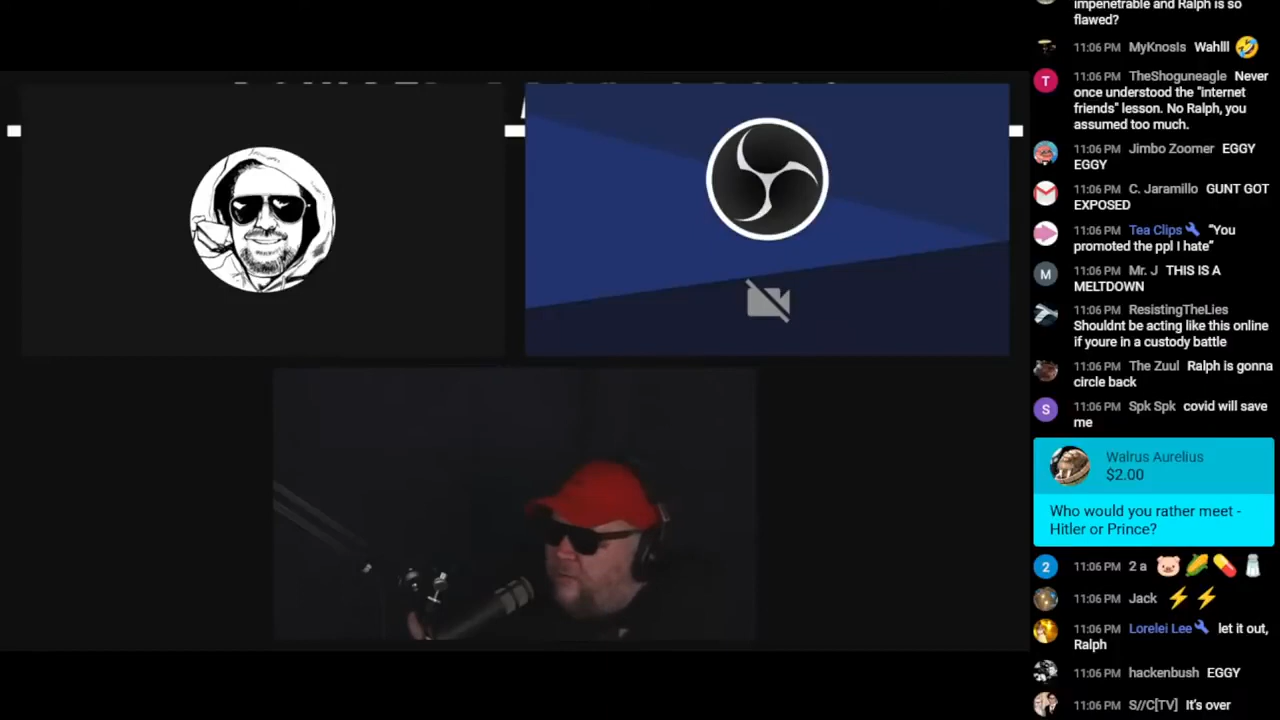 impenetrable and Ralph is so
flawed?
11:06 PM MyKnosIs Wahlll 🤣
T 11:06 PM TheShoguneagle Never
once understood the "internet
friends" lesson. No Ralph, you
assumed too much.
11:06 PM Jimbo Zoomer EGGY
EGGY
11:06 PM C. Jaramillo GUNT GOT
EXPOSED
11:06 PM Tea Clips "You
promoted the ppl I hate"
M 11:06 PM Mr. J THIS IS A
MELTDOWN
11:06 PM ResistingTheLies
Shouldnt be acting like this online
if youre in a custody battle
11:06 PM The Zuul Ralph is gonna
circle back
S 11:06 PM Spk Spk covid will save
me
Walrus Aurelius
$2.00
Who would you rather meet -
Hitler or Prince?
2 11:06 PM 2 a 🐷🌽💊🧂
11:06 PM Jack ⚡⚡
11:06 PM Lorelei Lee let it out,
Ralph
11:06 PM hackenbush EGGY
11:06 PM S//C[TV] It's over